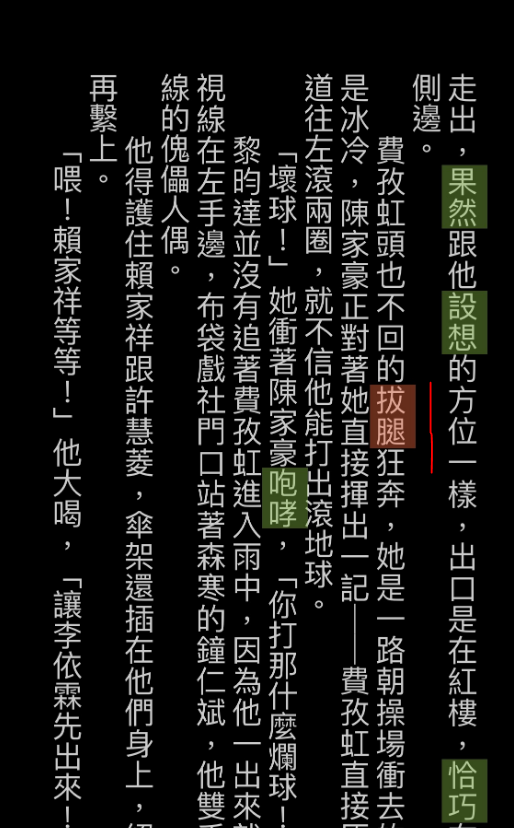 走出，果然跟他設想的方位一樣，出口是在紅樓，恰巧
側邊。
費孜虹頭也不回的拔腿狂奔，她是一路朝操場衝去
是冰冷，陳家豪正對著她直接揮出一記——費孜虹直接
道往左滾兩圈，就不信他能打出滾地球。
「壞球！」她衝著陳家豪咆哮，「你打那什麼爛球！
黎昀達並沒有追著費孜虹進入雨中，因為他一出來就
視線在左手邊，布袋戲社門口站著森寒的鐘仁斌，他雙手
線的傀儡人偶。
他得護住賴家祥跟許慧菱，傘架還插在他們身上，
再繫上。
「喂！賴家祥等等！」他大喝，「讓李依霖先出來！